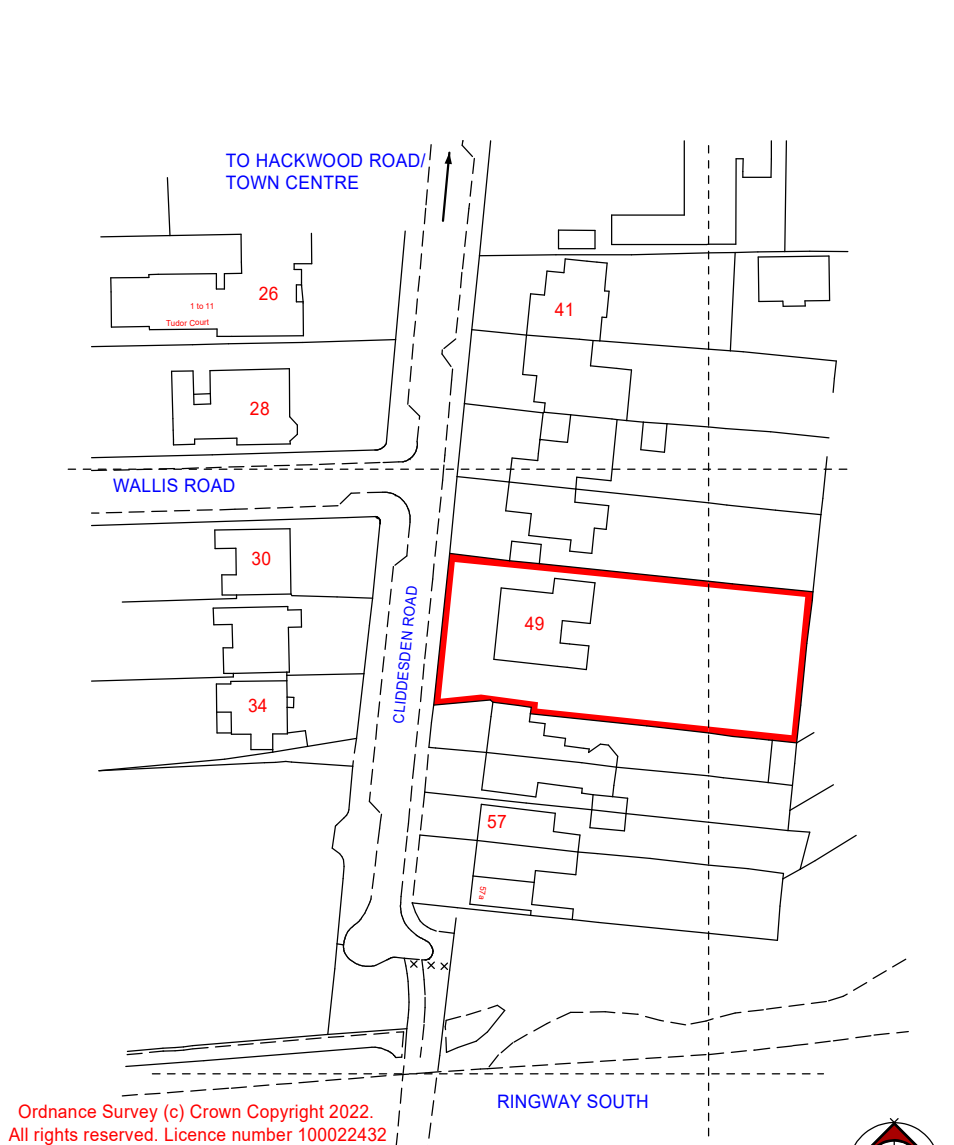 TO HACKWOOD ROAD/
TOWN CENTRE
26
1 to 11
Tudor Court
41
28
WALLIS ROAD
30
CLIDDESDEN ROAD
49
34
57
57a
RINGWAY SOUTH
Ordnance Survey (c) Crown Copyright 2022.
All rights reserved. Licence number 100022432